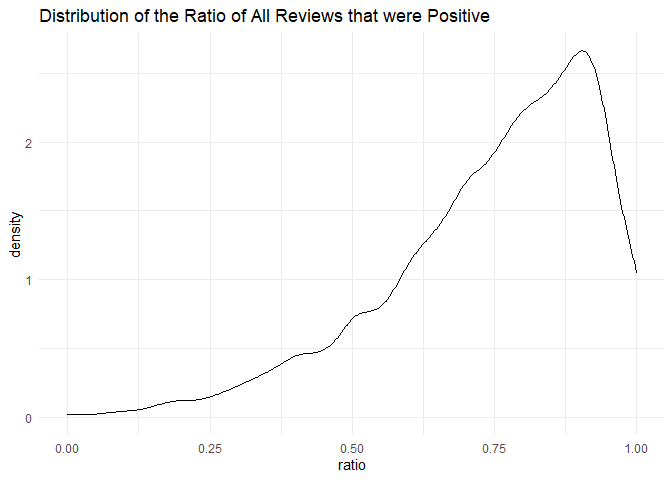 Distribution of the Ratio of All Reviews that were Positive
density
2
1
0
0.00 0.25 0.50 0.75 1.00
ratio